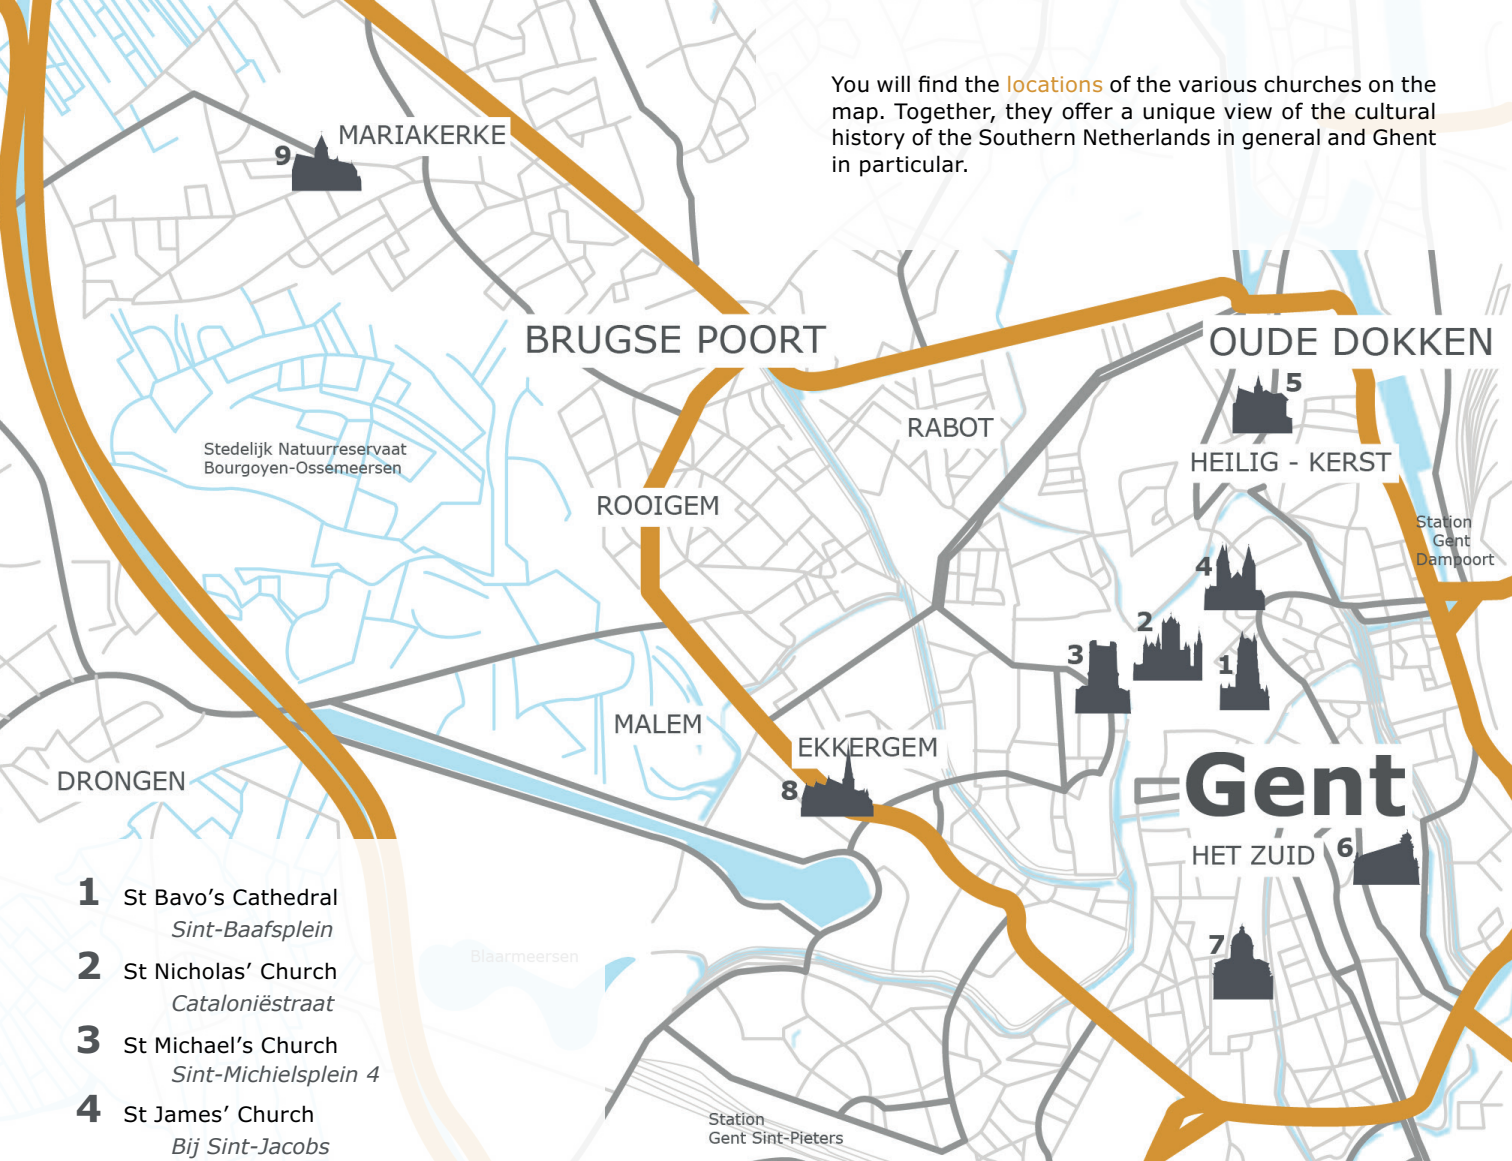 You will find the locations of the various churches on the
map. Together, they offer a unique view of the cultural
history of the Southern Netherlands in general and Ghent
in particular.
MARIAKERKE
9
BRUGSE POORT
OUDE DOKKEN
5
RABOT
Stedelijk Natuurreservaat
Bourgoyen-Ossemeersen
HEILIG - KERST
ROOIGEM
Station
Gent
Dampoort
4
2
3
1
MALEM
EKKERGEM
DRONGEN
8
Gent
HET ZUID
6
7
Blaarmeersen
1 St Bavo’s Cathedral
Sint-Baafsplein
2 St Nicholas’ Church
Cataloniëstraat
3 St Michael’s Church
Sint-Michielsplein 4
4 St James’ Church
Bij Sint-Jacobs
Station
Gent Sint-Pieters